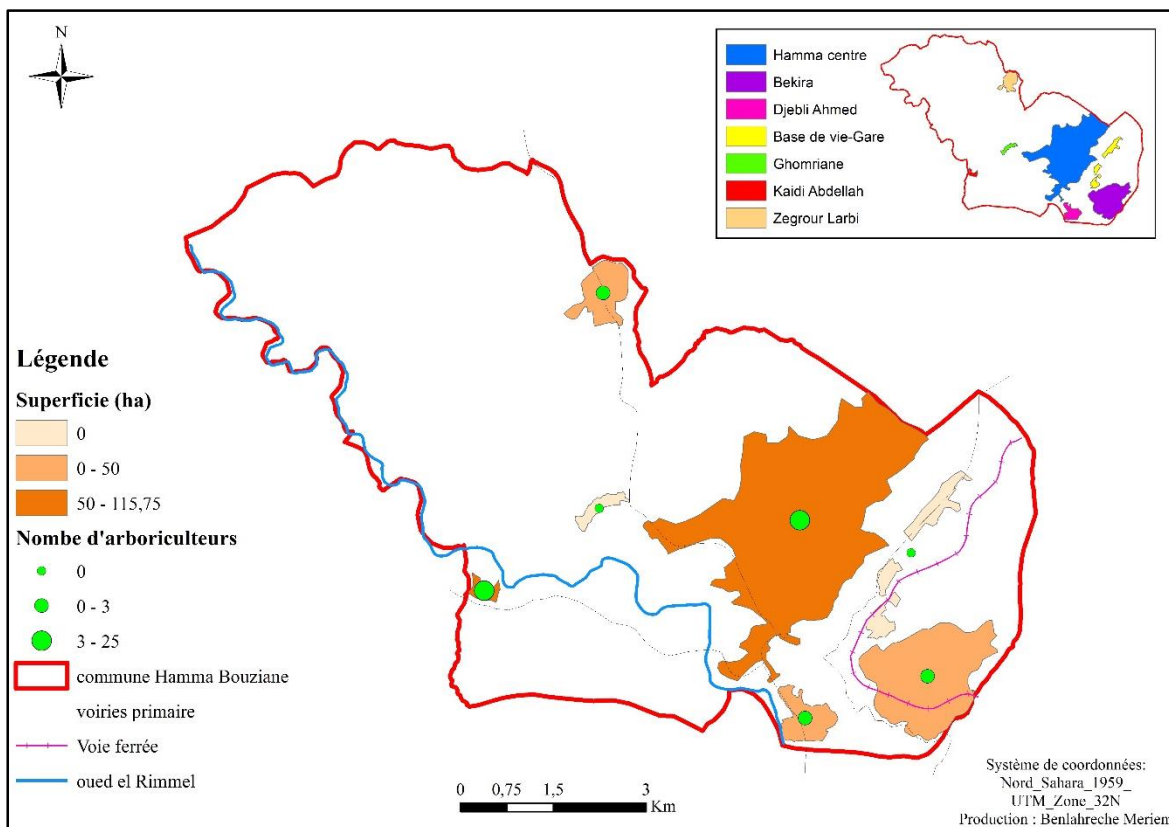 N
Hamma centre
Bekira
Djebli Ahmed
Base de vie-Gare
Ghomriane
Kaidi Abdellah
Zegrour Larbi
Légende
Superficie (ha)
0
0 - 50
50 - 115,75
Nombe d'arboriculteurs
0
0 - 3
3 - 25
commune Hamma Bouziane
voiries primaire
Voie ferrée
oued el Rimmel
0 0,75 1,5 3
Km
Système de coordonnées:
Nord_Sahara_1959_
UTM_Zone_32N
Production : Benlahreche Meriem